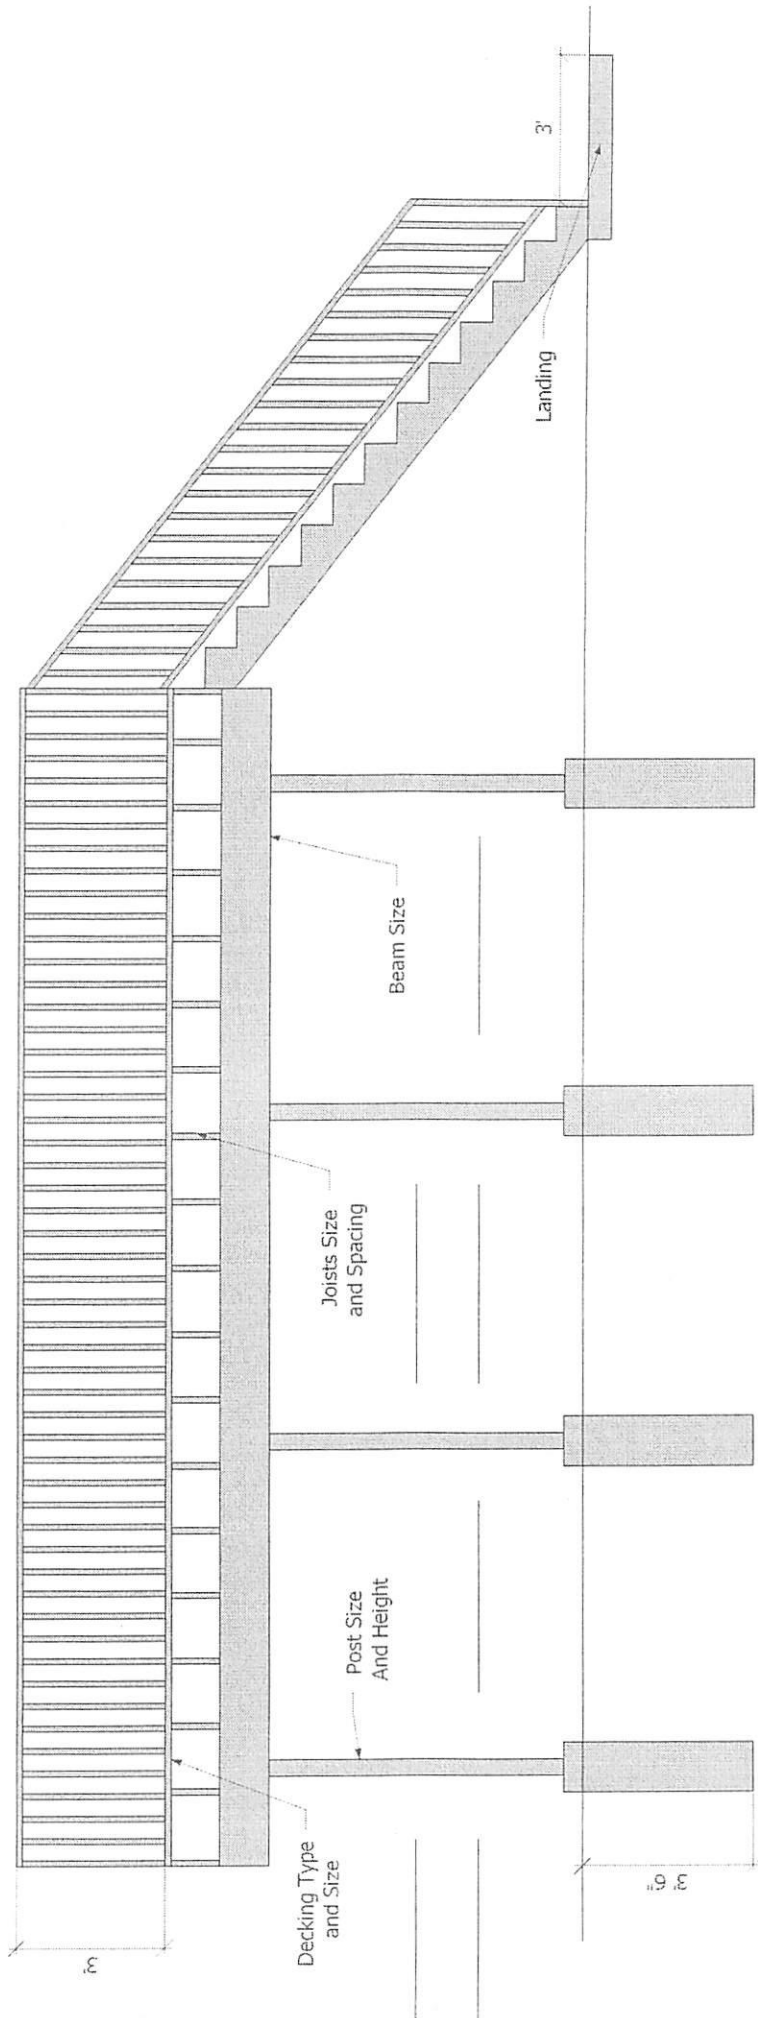 3'
Landing
Beam Size
Joists Size
and Spacing
Post Size
And Height
Decking Type
and Size
3'
3' 6"